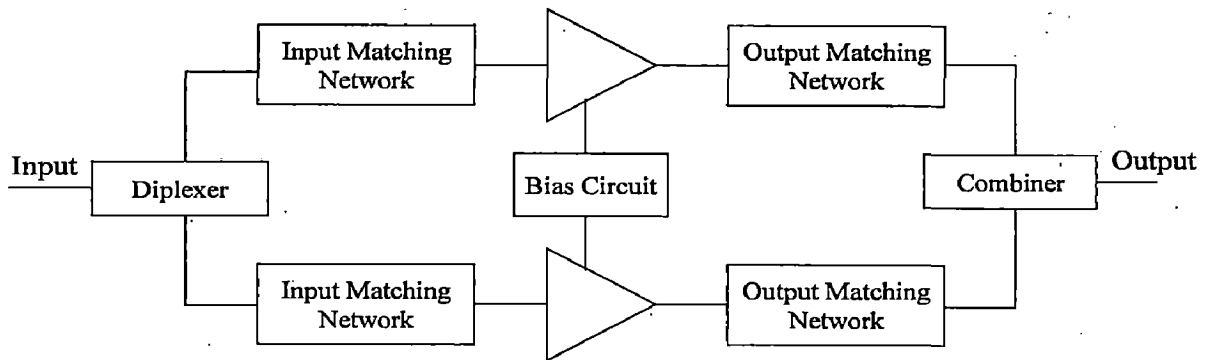 Input Matching
Network
Output Matching
Network
Input
Diplexer
Bias Circuit
Combiner
Output
Input Matching
Network
Output Matching
Network